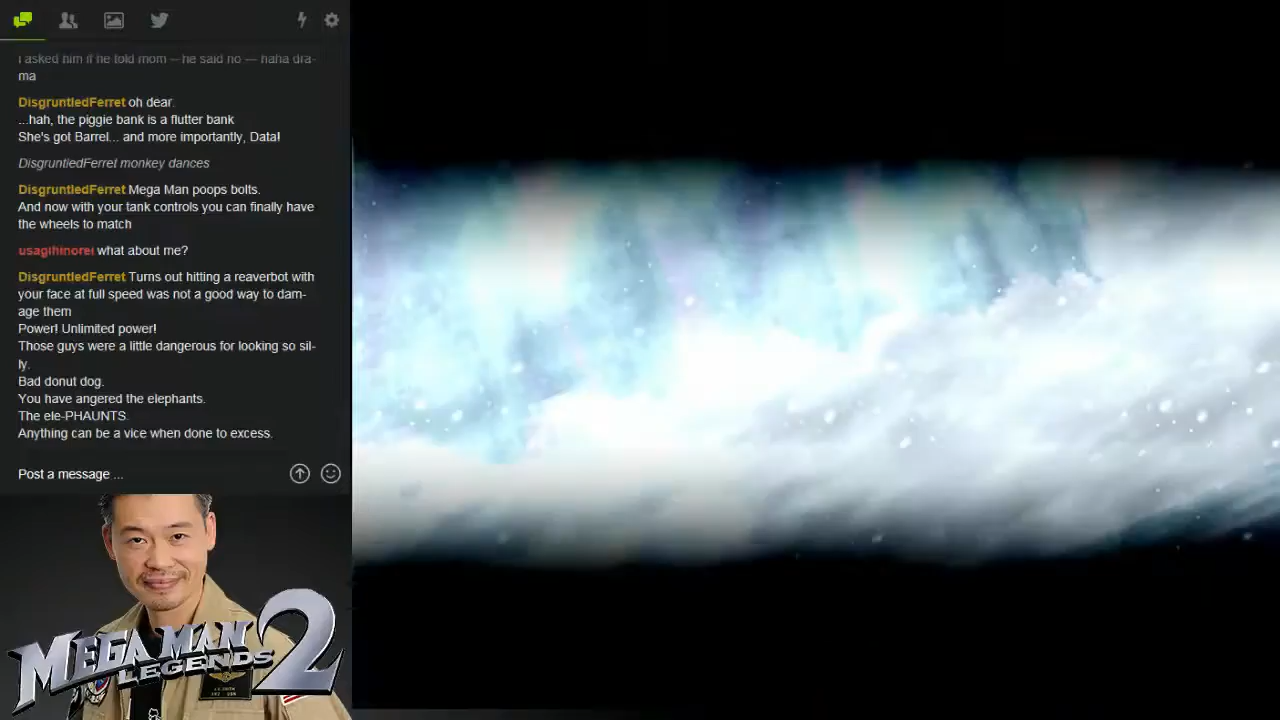 I asked him if he told mom -- he said no --- haha dra-
ma
DisgruntledFerret oh dear.
...hah, the piggie bank is a flutter bank
She's got Barrel... and more importantly, Data!
DisgruntledFerret monkey dances
DisgruntledFerret Mega Man poops bolts.
And now with your tank controls you can finally have
the wheels to match
usagihinorei what about me?
DisgruntledFerret Turns out hitting a reaverbot with
your face at full speed was not a good way to dam-
age them
Power! Unlimited power!
Those guys were a little dangerous for looking so sil-
ly.
Bad donut dog.
You have angered the elephants.
The ele-PHAUNTS.
Anything can be a vice when done to excess.
Post a message ...
MEGA MAN
LEGENDS 2